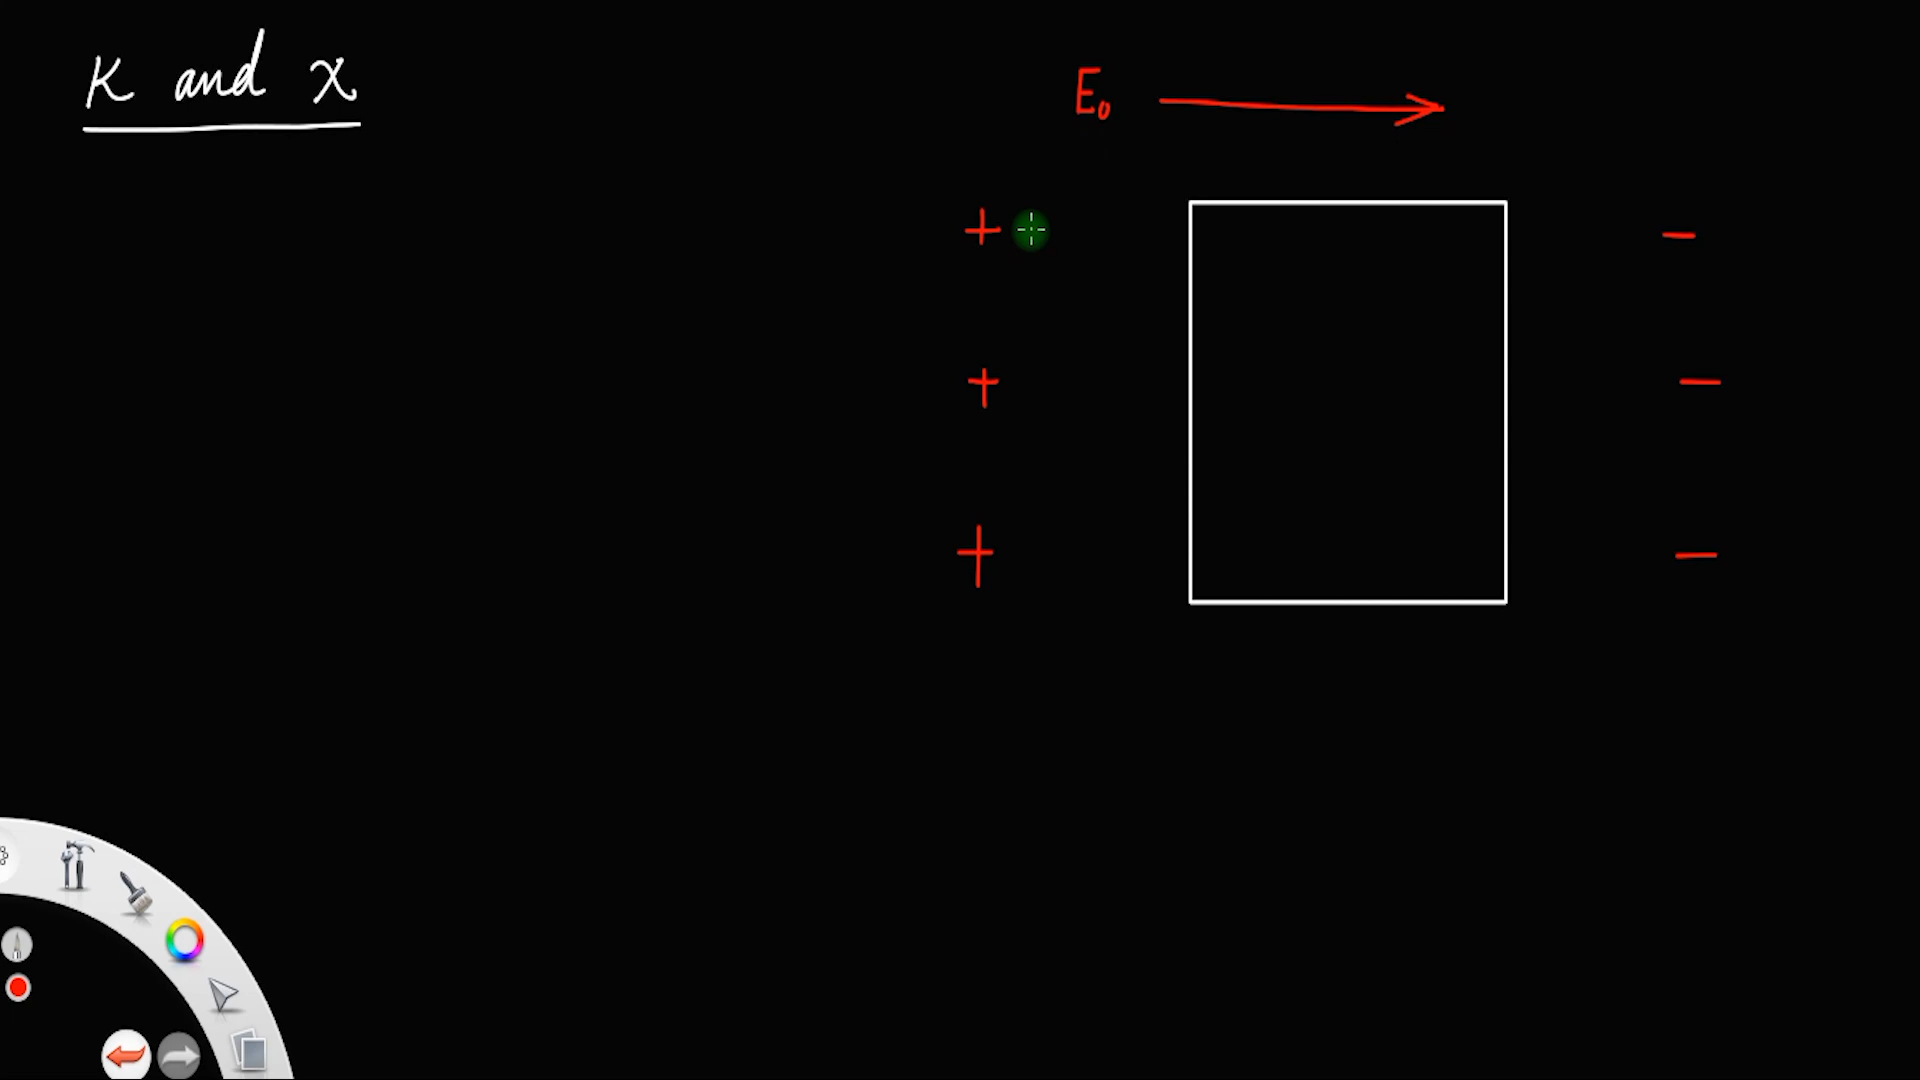 K and χ
E₀
+ −
+ −
+ −